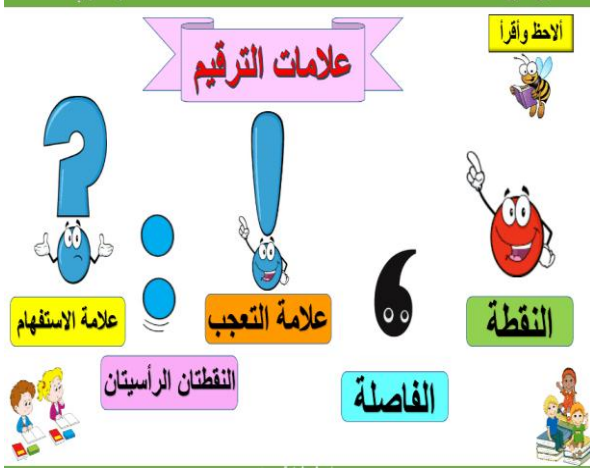 ألاحظ وأقرأ
علامات الترقيم
النقطة
علامة التعجب
علامة الاستفهام
الفاصلة
النقطتان الرأسيتان